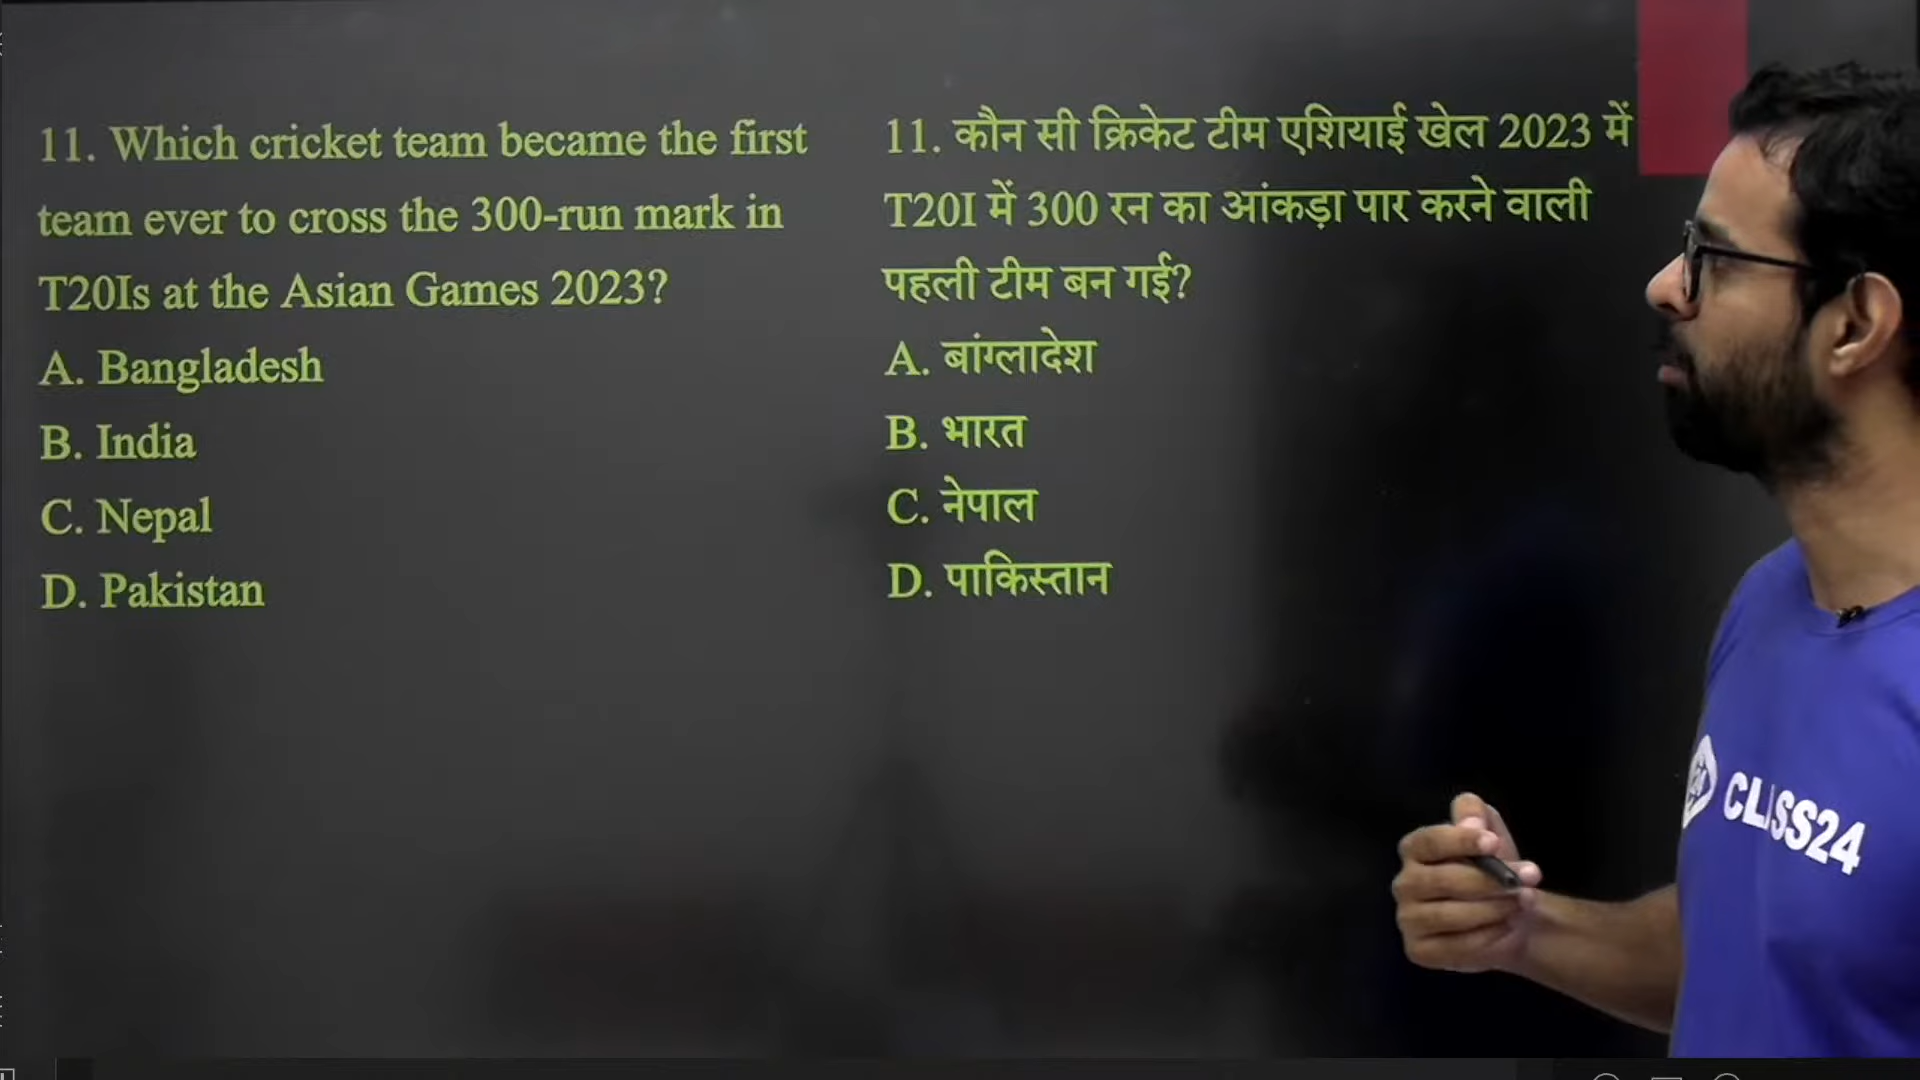 11. Which cricket team became the first
team ever to cross the 300-run mark in
T20Is at the Asian Games 2023?
A. Bangladesh
B. India
C. Nepal
D. Pakistan
11. कौन सी क्रिकेट टीम एशियाई खेल 2023 में
T20I में 300 रन का आंकड़ा पार करने वाली
पहली टीम बन गई?
A. बांग्लादेश
B. भारत
C. नेपाल
D. पाकिस्तान
CLASS24